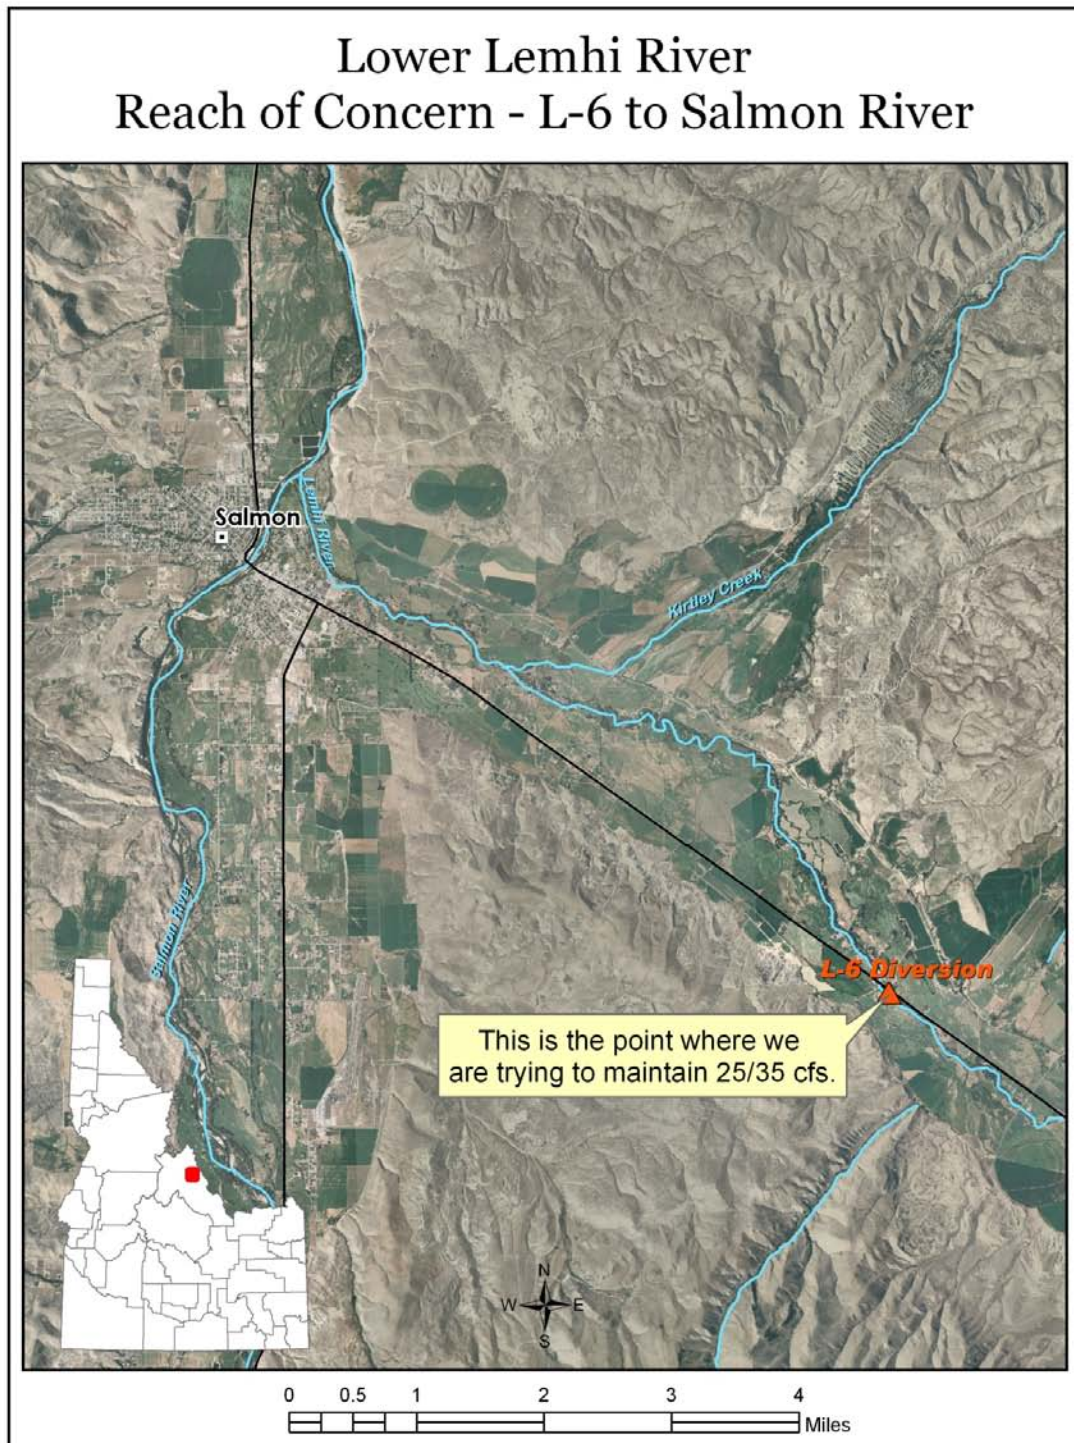 Lower Lemhi River
Reach of Concern - L-6 to Salmon River
Salmon
Lemhi River
Kirtley Creek
Salmon River
L-6 Diversion
This is the point where we
are trying to maintain 25/35 cfs.
N
W E
S
0 0.5 1 2 3 4
Miles